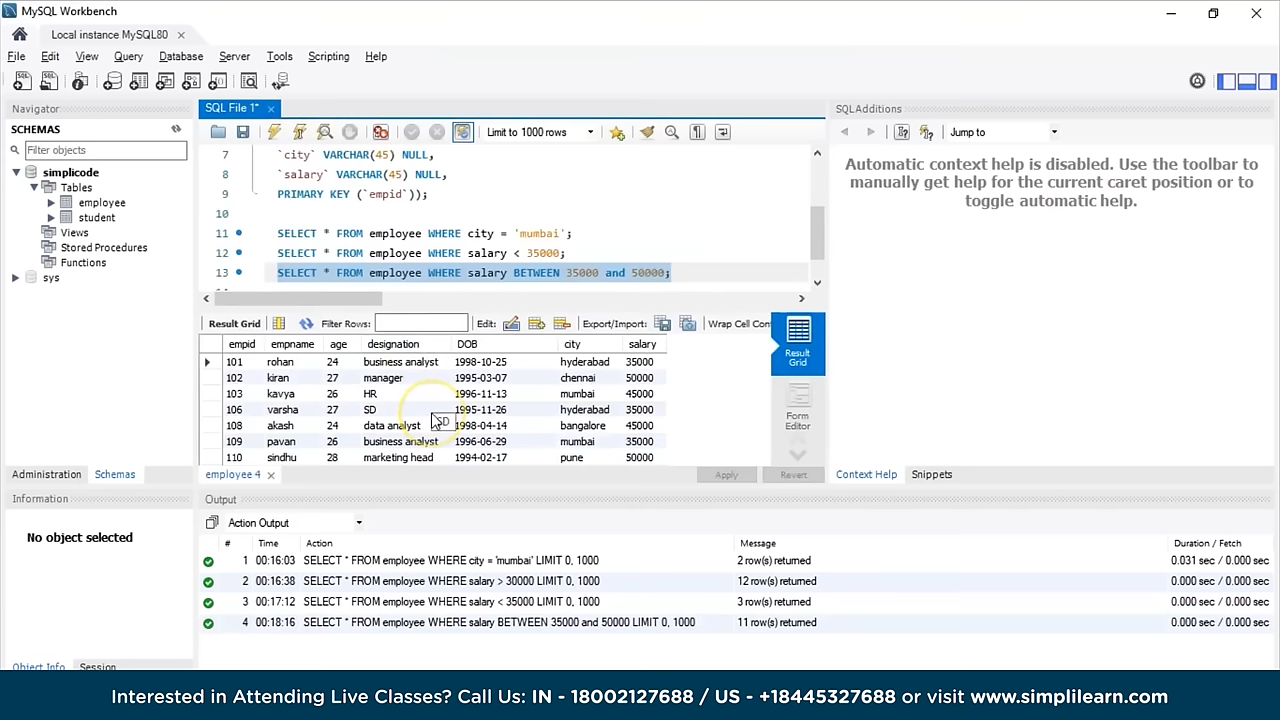 MySQL Workbench
Local instance MySQL80
File Edit View Query Database Server Tools Scripting Help
Navigator
SCHEMAS
Filter objects
simplicode
Tables
employee
student
Views
Stored Procedures
Functions
sys
Administration Schemas
Information
No object selected
Object Info Session
SQL File 1*
Limit to 1000 rows
7 `city` VARCHAR(45) NULL,
8 `salary` VARCHAR(45) NULL,
9 PRIMARY KEY (`empid`));
10
11 SELECT * FROM employee WHERE city = 'mumbai';
12 SELECT * FROM employee WHERE salary < 35000;
13 SELECT * FROM employee WHERE salary BETWEEN 35000 and 50000;
Result Grid Filter Rows: Edit: Export/Import: Wrap Cell Cont
empid empname age designation DOB city salary
101 rohan 24 business analyst 1998-10-25 hyderabad 35000
102 kiran 27 manager 1995-03-07 chennai 50000
103 kavya 26 HR 1996-11-13 mumbai 45000
106 varsha 27 SD 1995-11-26 hyderabad 35000
108 akash 24 data analyst 1998-04-14 bangalore 45000
109 pavan 26 business analyst 1996-06-29 mumbai 35000
110 sindhu 28 marketing head 1994-02-17 pune 50000
SD
Result
Grid
Form
Editor
employee 4
Apply Revert
SQLAdditions
Jump to
Automatic context help is disabled. Use the toolbar to
manually get help for the current caret position or to
toggle automatic help.
Context Help Snippets
Output
Action Output
# Time Action Message Duration / Fetch
1 00:16:03 SELECT * FROM employee WHERE city = 'mumbai' LIMIT 0, 1000 2 row(s) returned 0.031 sec / 0.000 sec
2 00:16:38 SELECT * FROM employee WHERE salary > 30000 LIMIT 0, 1000 12 row(s) returned 0.000 sec / 0.000 sec
3 00:17:12 SELECT * FROM employee WHERE salary < 35000 LIMIT 0, 1000 3 row(s) returned 0.000 sec / 0.000 sec
4 00:18:16 SELECT * FROM employee WHERE salary BETWEEN 35000 and 50000 LIMIT 0, 1000 11 row(s) returned 0.000 sec / 0.000 sec
Interested in Attending Live Classes? Call Us: IN - 18002127688 / US - +18445327688 or visit www.simplilearn.com